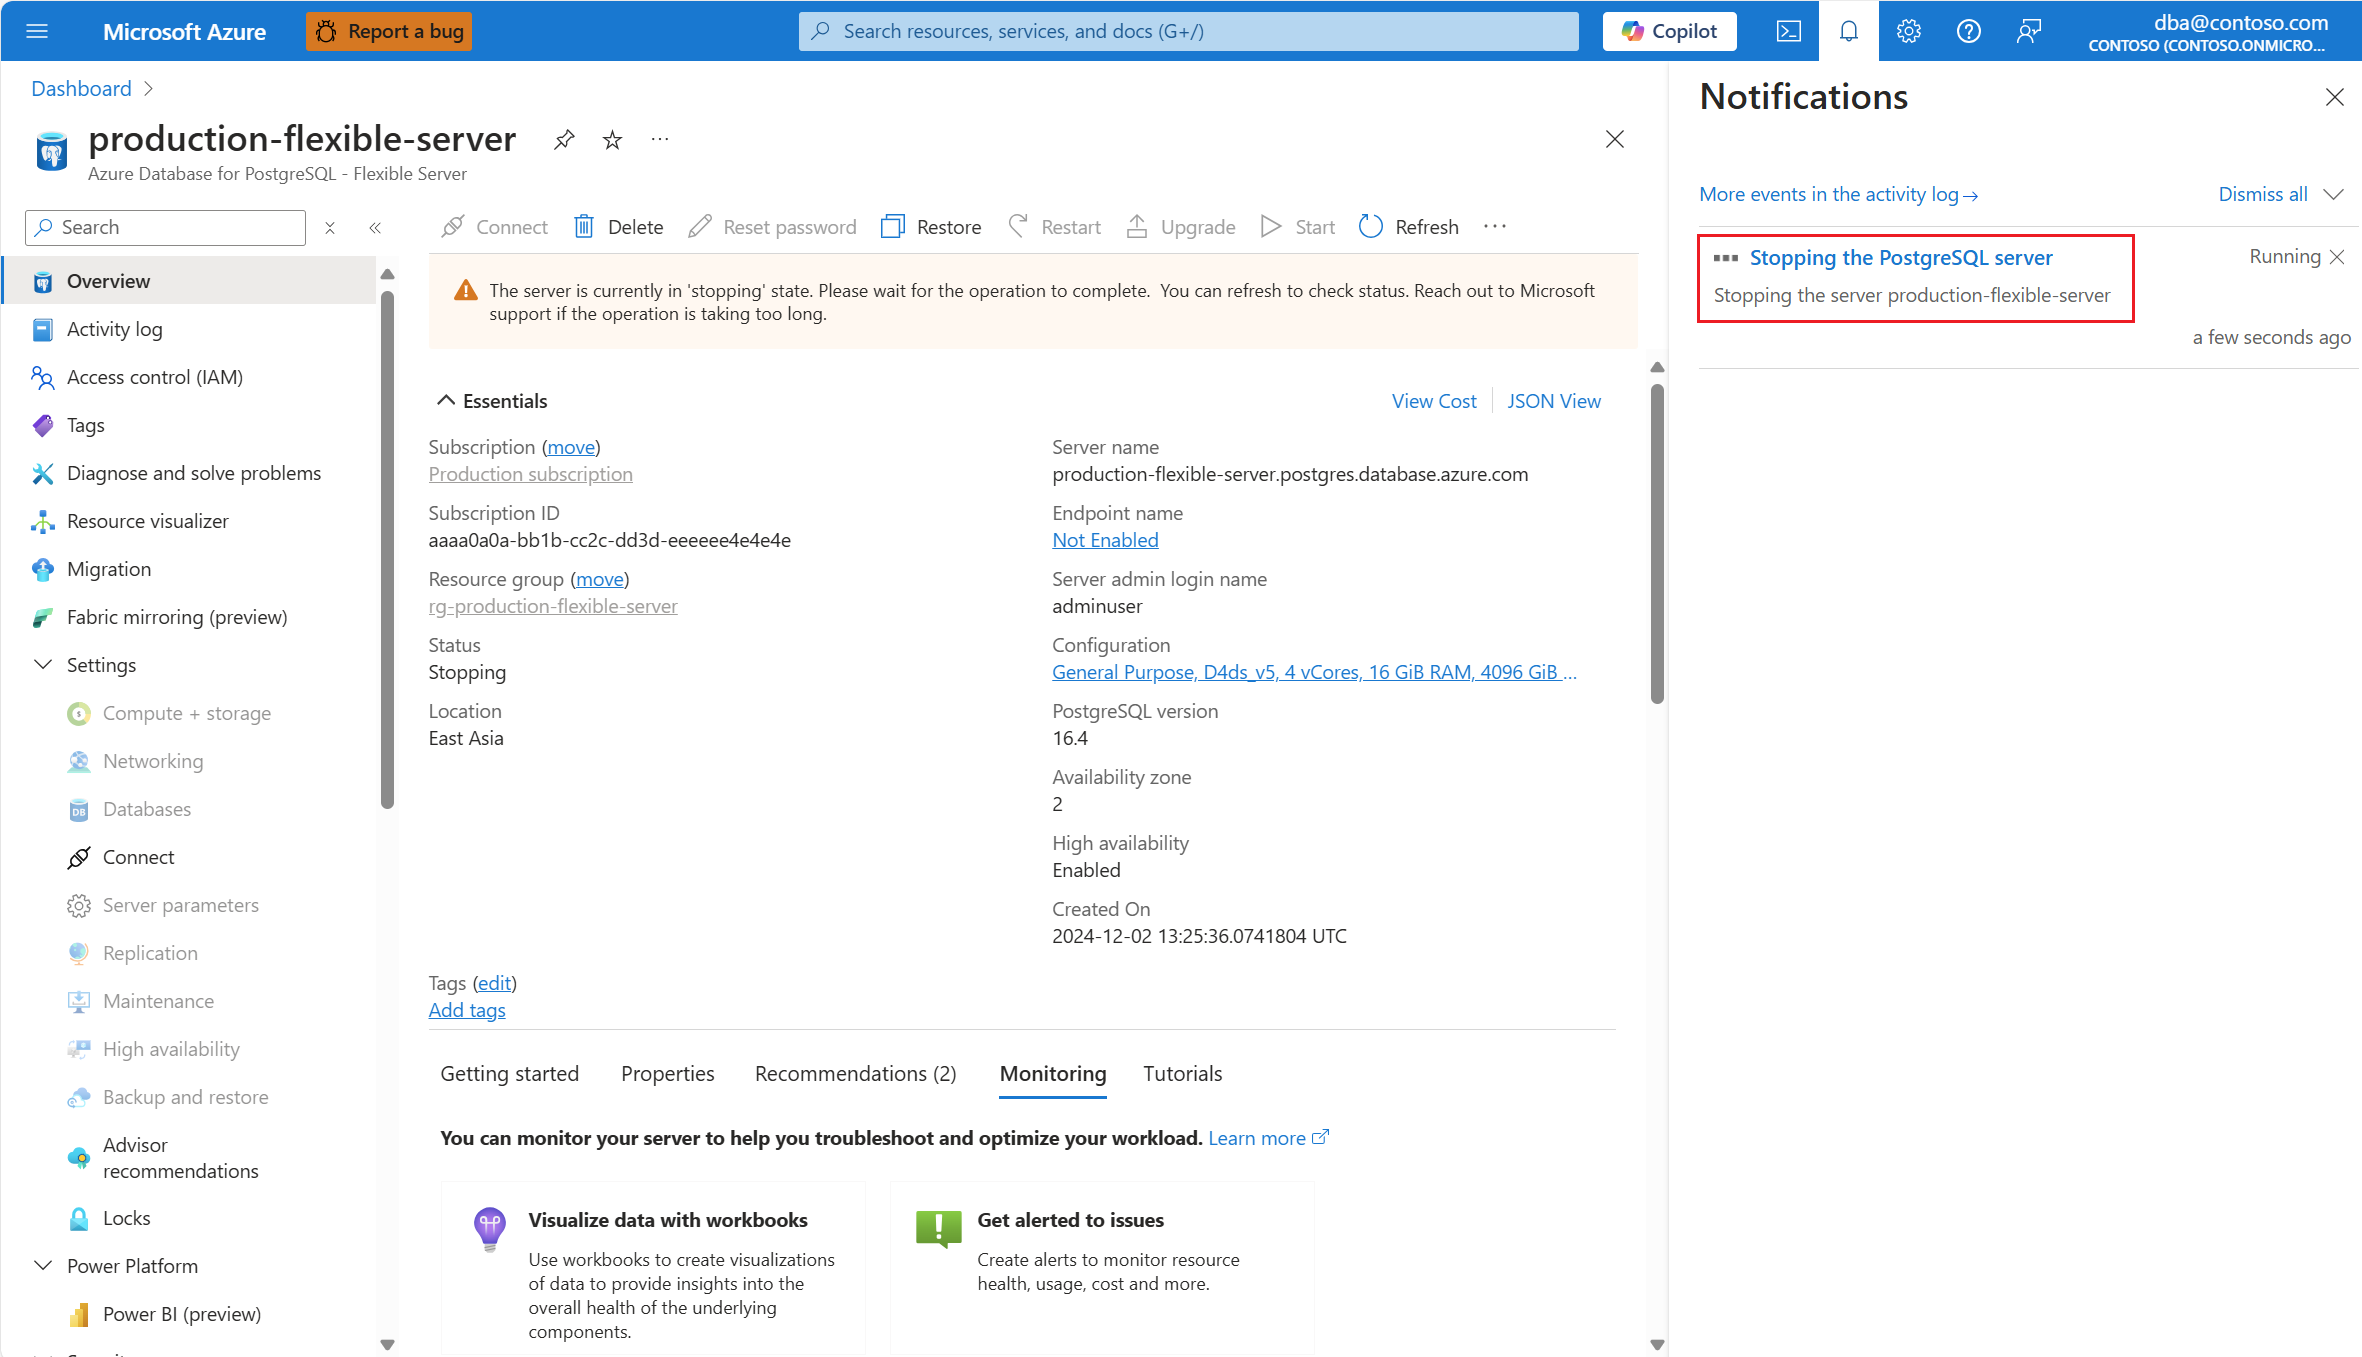 Microsoft Azure
Report a bug
Search resources, services, and docs (G+/)
Copilot
dba@contoso.com
CONTOSO (CONTOSO.ONMICRO...
Dashboard
production-flexible-server
Azure Database for PostgreSQL - Flexible Server
Search
Overview
Activity log
Access control (IAM)
Tags
Diagnose and solve problems
Resource visualizer
Migration
Fabric mirroring (preview)
Settings
Compute + storage
Networking
Databases
Connect
Server parameters
Replication
Maintenance
High availability
Backup and restore
Advisor
recommendations
Locks
Power Platform
Power BI (preview)
Connect
Delete
Reset password
Restore
Restart
Upgrade
Start
Refresh
The server is currently in 'stopping' state. Please wait for the operation to complete.  You can refresh to check status. Reach out to Microsoft
support if the operation is taking too long.
Essentials
View Cost
JSON View
Subscription (move)
Production subscription
Subscription ID
aaaa0a0a-bb1b-cc2c-dd3d-eeeeee4e4e4e
Resource group (move)
rg-production-flexible-server
Status
Stopping
Location
East Asia
Server name
production-flexible-server.postgres.database.azure.com
Endpoint name
Not Enabled
Server admin login name
adminuser
Configuration
General Purpose, D4ds_v5, 4 vCores, 16 GiB RAM, 4096 GiB ...
PostgreSQL version
16.4
Availability zone
2
High availability
Enabled
Created On
2024-12-02 13:25:36.0741804 UTC
Tags (edit)
Add tags
Getting started
Properties
Recommendations (2)
Monitoring
Tutorials
You can monitor your server to help you troubleshoot and optimize your workload. Learn more
Visualize data with workbooks
Use workbooks to create visualizations
of data to provide insights into the
overall health of the underlying
components.
Get alerted to issues
Create alerts to monitor resource
health, usage, cost and more.
Notifications
More events in the activity log→
Dismiss all
Stopping the PostgreSQL server
Running
Stopping the server production-flexible-server
a few seconds ago